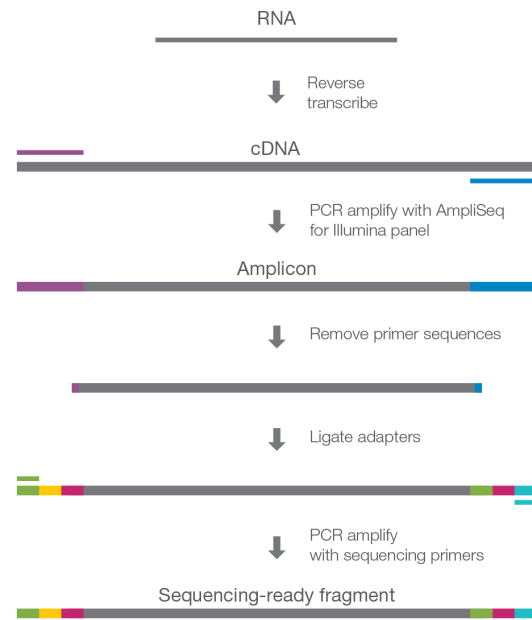 RNA
Reverse
transcribe
cDNA
PCR amplify with AmpliSeq
for Illumina panel
Amplicon
Remove primer sequences
Ligate adapters
PCR amplify
with sequencing primers
Sequencing-ready fragment